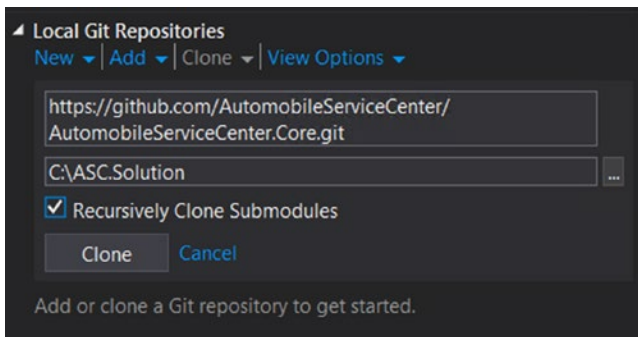 Local Git Repositories
New | Add | Clone | View Options
https://github.com/AutomobileServiceCenter/
AutomobileServiceCenter.Core.git
C:\ASC.Solution
...
Recursively Clone Submodules
Clone Cancel
Add or clone a Git repository to get started.